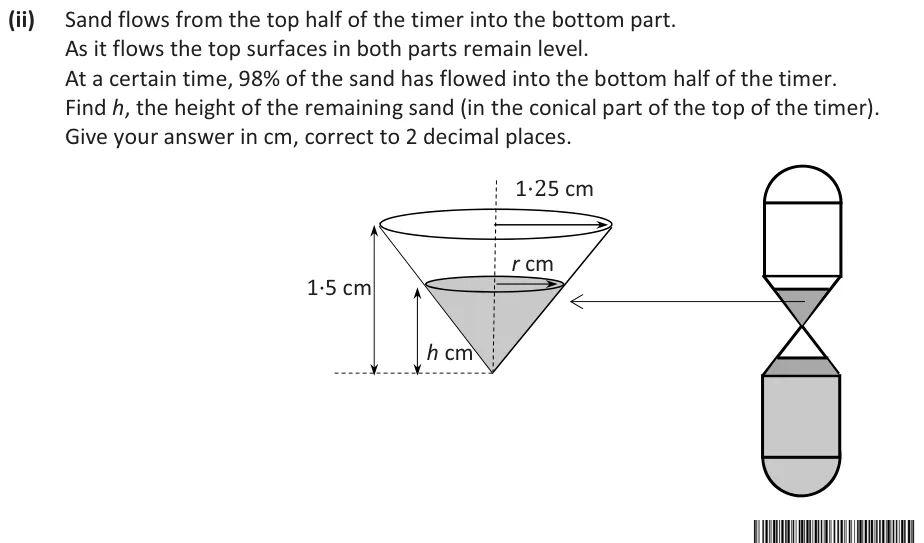 (ii) Sand flows from the top half of the timer into the bottom part.
As it flows the top surfaces in both parts remain level.
At a certain time, 98% of the sand has flowed into the bottom half of the timer.
Find h, the height of the remaining sand (in the conical part of the top of the timer).
Give your answer in cm, correct to 2 decimal places.
1·25 cm
r cm
1·5 cm
h cm